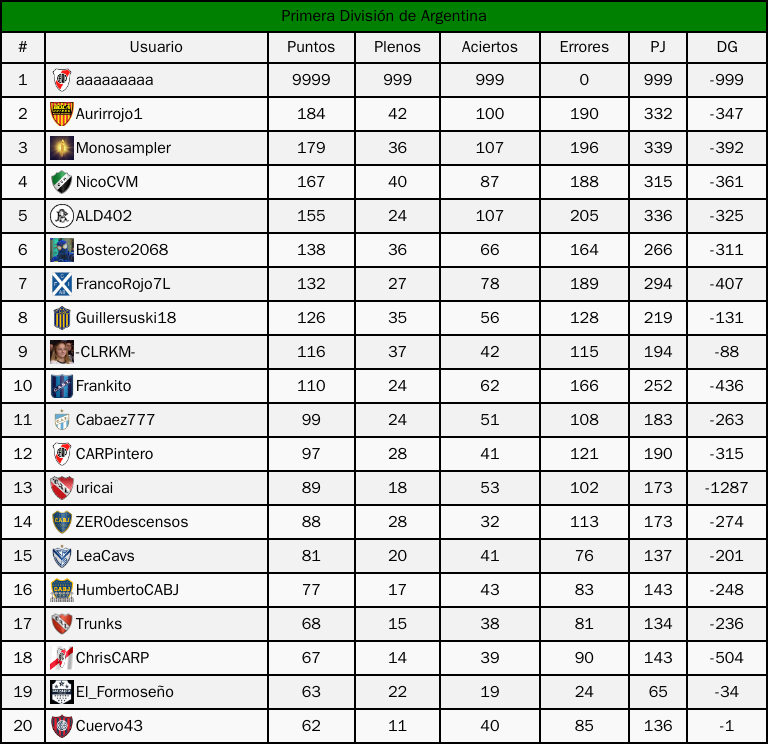 Primera División de Argentina
# Usuario Puntos Plenos Aciertos Errores PJ DG
1 aaaaaaaaa 9999 999 999 0 999 -999
2 Aurirrojo1 184 42 100 190 332 -347
3 Monosampler 179 36 107 196 339 -392
4 NicoCVM 167 40 87 188 315 -361
5 ALD402 155 24 107 205 336 -325
6 Bostero2068 138 36 66 164 266 -311
7 FrancoRojo7L 132 27 78 189 294 -407
8 Guillersuski18 126 35 56 128 219 -131
9 -CLRKM- 116 37 42 115 194 -88
10 Frankito 110 24 62 166 252 -436
11 Cabaez777 99 24 51 108 183 -263
12 CARPintero 97 28 41 121 190 -315
13 uricai 89 18 53 102 173 -1287
14 ZER0descensos 88 28 32 113 173 -274
15 LeaCavs 81 20 41 76 137 -201
16 HumbertoCABJ 77 17 43 83 143 -248
17 Trunks 68 15 38 81 134 -236
18 ChrisCARP 67 14 39 90 143 -504
19 El_Formoseño 63 22 19 24 65 -34
20 Cuervo43 62 11 40 85 136 -1